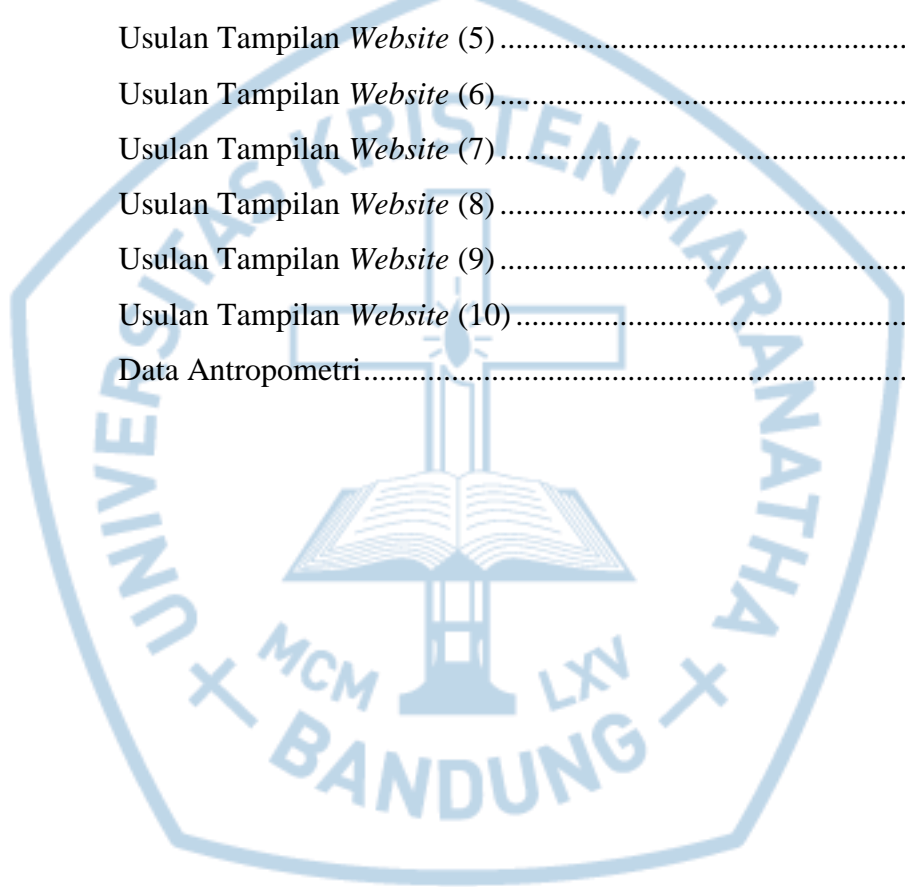 Usulan Tampilan Website (5)................................................
Usulan Tampilan Website (6)................................................
Usulan Tampilan Website (7)................................................
Usulan Tampilan Website (8)................................................
Usulan Tampilan Website (9)................................................
Usulan Tampilan Website (10)..............................................
Data Antropometri................................................................
UNIVERSITAS KRISTEN MARANATHA
MCM LXV
BANDUNG